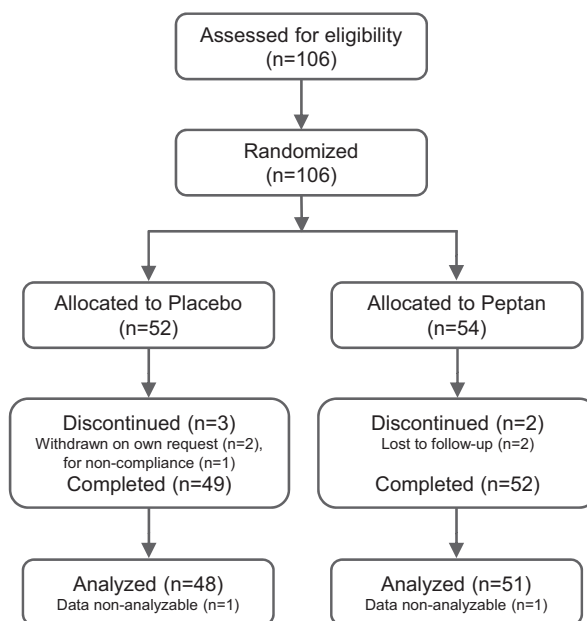 Assessed for eligibility
(n=106)
Randomized
(n=106)
Allocated to Placebo
(n=52)
Allocated to Peptan
(n=54)
Discontinued (n=3)
Withdrawn on own request (n=2),
for non-compliance (n=1)
Completed (n=49)
Discontinued (n=2)
Lost to follow-up (n=2)
Completed (n=52)
Analyzed (n=48)
Data non-analyzable (n=1)
Analyzed (n=51)
Data non-analyzable (n=1)